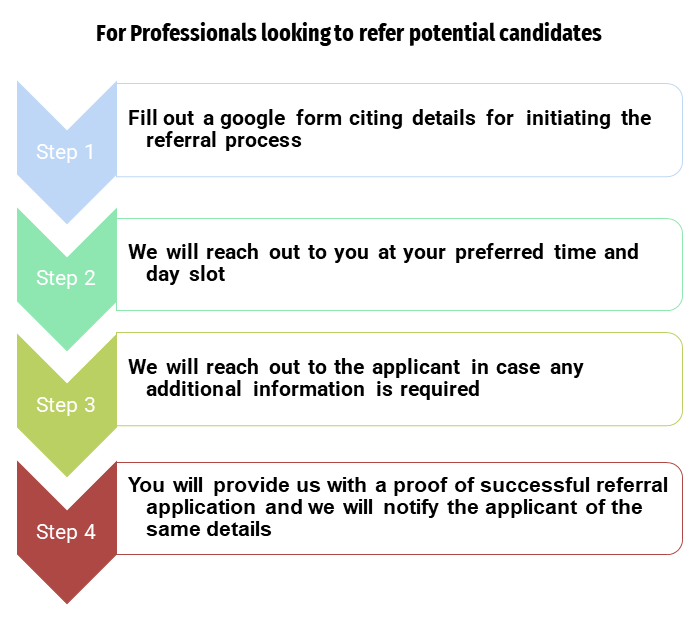 For Professionals looking to refer potential candidates
Step 1
Fill out a google form citing details for initiating the
referral process
Step 2
We will reach out to you at your preferred time and
day slot
Step 3
We will reach out to the applicant in case any
additional information is required
Step 4
You will provide us with a proof of successful referral
application and we will notify the applicant of the
same details